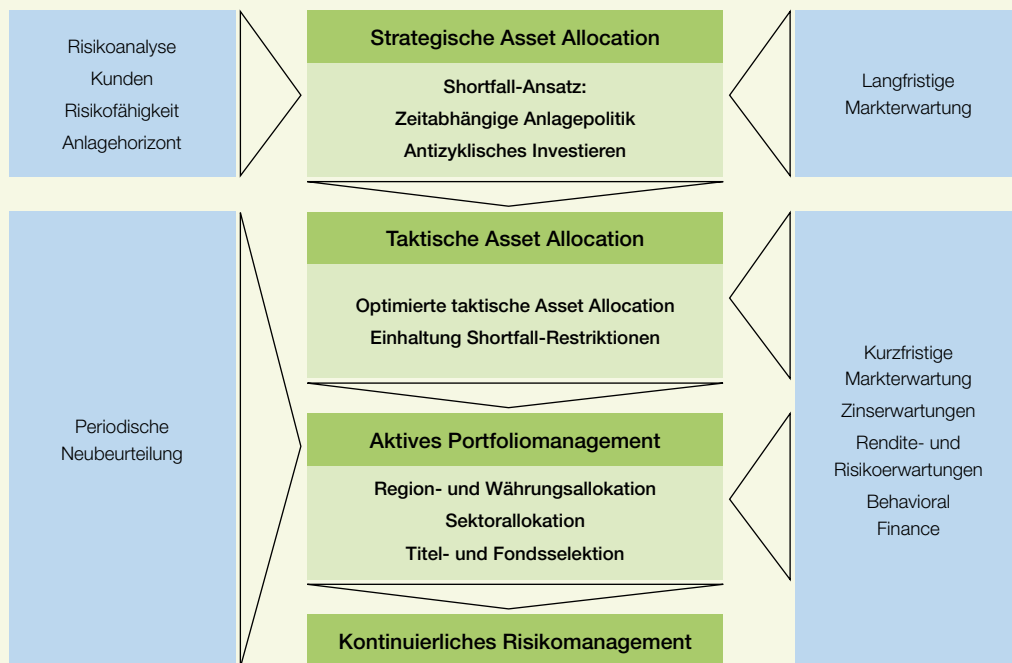 Risikoanalyse
Kunden
Risikofähigkeit
Anlagehorizont
Strategische Asset Allocation
Shortfall-Ansatz:
Zeitabhängige Anlagepolitik
Antizyklisches Investieren
Langfristige
Markterwartung
Taktische Asset Allocation
Optimierte taktische Asset Allocation
Einhaltung Shortfall-Restriktionen
Periodische
Neubeurteilung
Aktives Portfoliomanagement
Region- und Währungsallokation
Sektorallokation
Titel- und Fondsselektion
Kurzfristige
Markterwartung
Zinserwartungen
Rendite- und
Risikoerwartungen
Behavioral
Finance
Kontinuierliches Risikomanagement